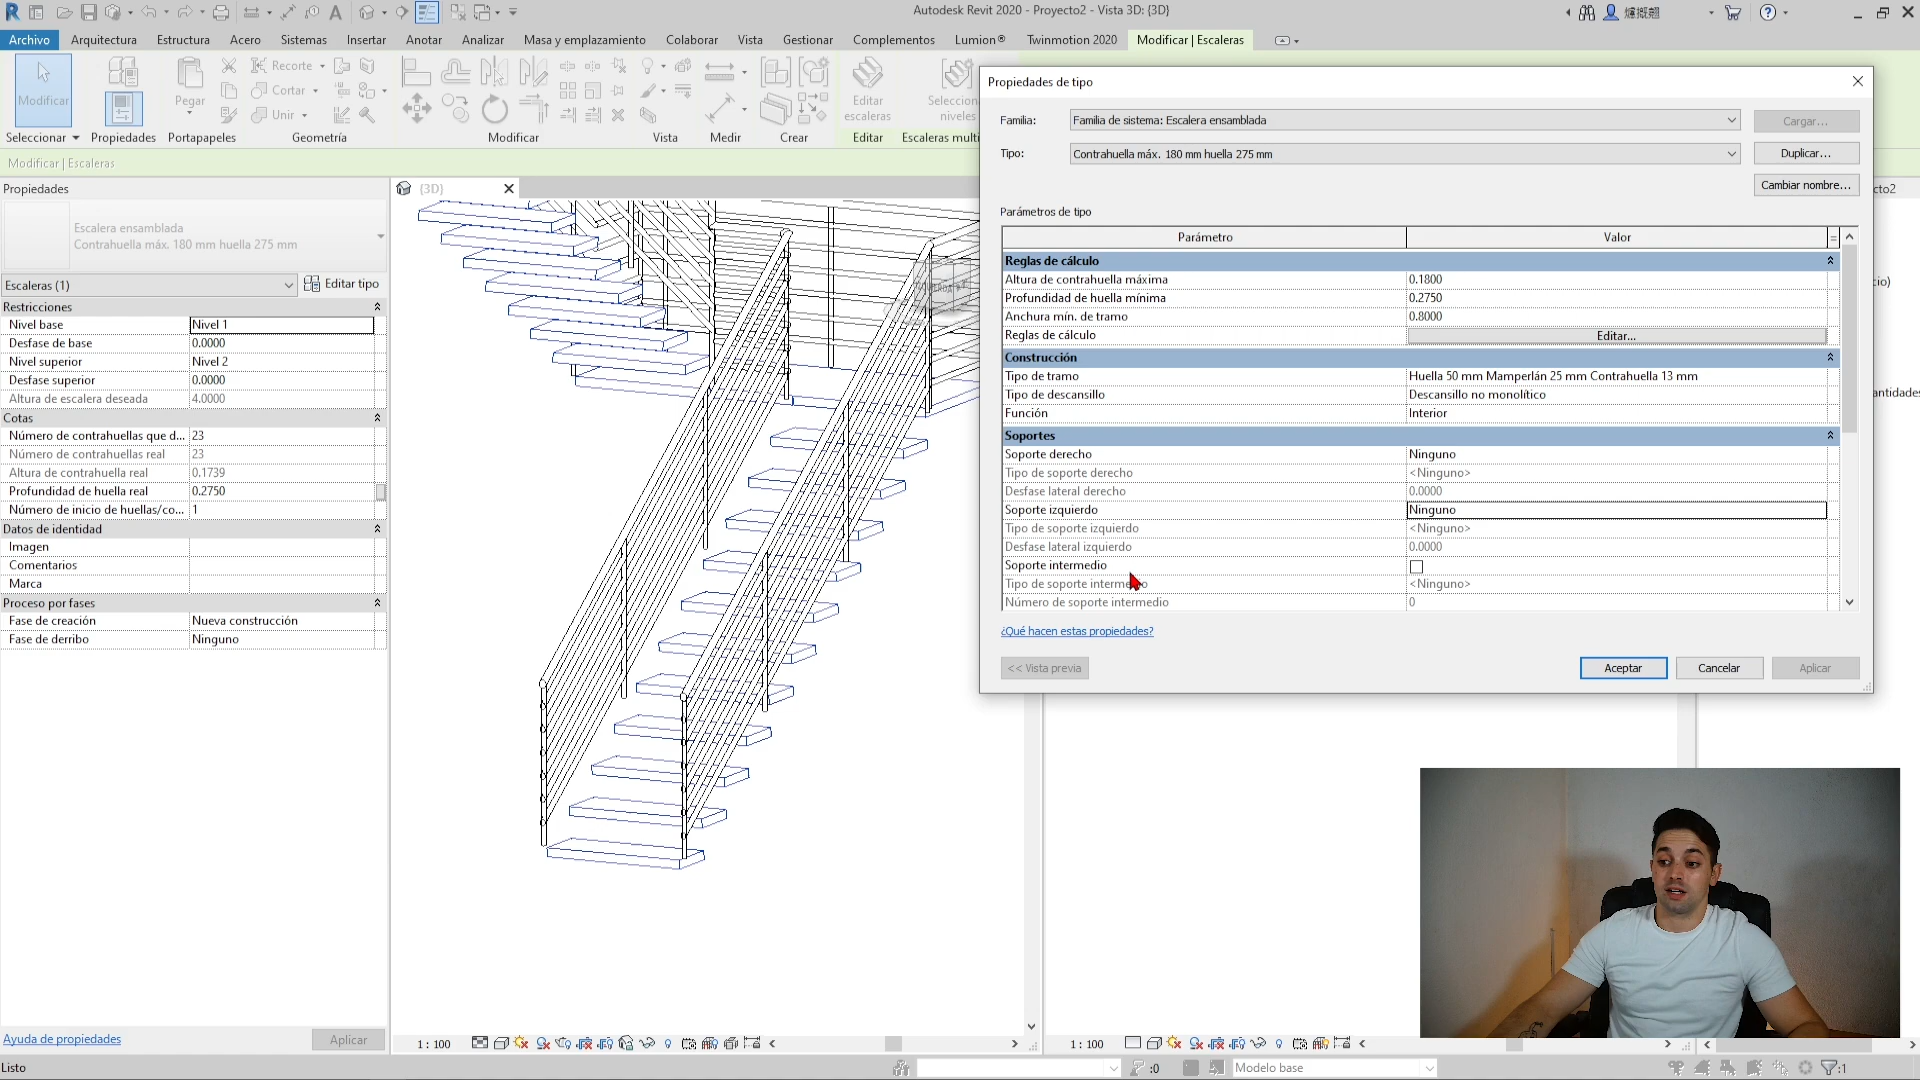 Autodesk Revit 2020 - Proyecto2 - Vista 3D: {3D}
Archivo Arquitectura Estructura Acero Sistemas Insertar Anotar Analizar Masa y emplazamiento Colaborar Vista Gestionar Complementos Lumion® Twinmotion 2020 Modificar | Escaleras
Modificar Pegar Recorte Cortar Unir Editar escaleras Seleccion niveles
Seleccionar Propiedades Portapapeles Geometría Modificar Vista Medir Crear Editar Escaleras multi
Modificar | Escaleras
Propiedades
Escalera ensamblada
Contrahuella máx. 180 mm huella 275 mm
Escaleras (1) Editar tipo
Restricciones
Nivel base Nivel 1
Desfase de base 0.0000
Nivel superior Nivel 2
Desfase superior 0.0000
Altura de escalera deseada 4.0000
Cotas
Número de contrahuellas que d... 23
Número de contrahuellas real 23
Altura de contrahuella real 0.1739
Profundidad de huella real 0.2750
Número de inicio de huellas/co... 1
Datos de identidad
Imagen
Comentarios
Marca
Proceso por fases
Fase de creación Nueva construcción
Fase de derribo Ninguno
Ayuda de propiedades Aplicar
{3D}
Propiedades de tipo
Familia: Familia de sistema: Escalera ensamblada Cargar...
Tipo: Contrahuella máx. 180 mm huella 275 mm Duplicar...
Cambiar nombre...
Parámetros de tipo
Parámetro Valor =
Reglas de cálculo
Altura de contrahuella máxima 0.1800
Profundidad de huella mínima 0.2750
Anchura mín. de tramo 0.8000
Reglas de cálculo Editar...
Construcción
Tipo de tramo Huella 50 mm Mamperlán 25 mm Contrahuella 13 mm
Tipo de descansillo Descansillo no monolítico
Función Interior
Soportes
Soporte derecho Ninguno
Tipo de soporte derecho <Ninguno>
Desfase lateral derecho 0.0000
Soporte izquierdo Ninguno
Tipo de soporte izquierdo <Ninguno>
Desfase lateral izquierdo 0.0000
Soporte intermedio
Tipo de soporte intermedio <Ninguno>
Número de soporte intermedio 0
¿Qué hacen estas propiedades?
<< Vista previa Aceptar Cancelar Aplicar
cto2
cio)
antidades
1 : 100 1 : 100
Listo :0 Modelo base :1